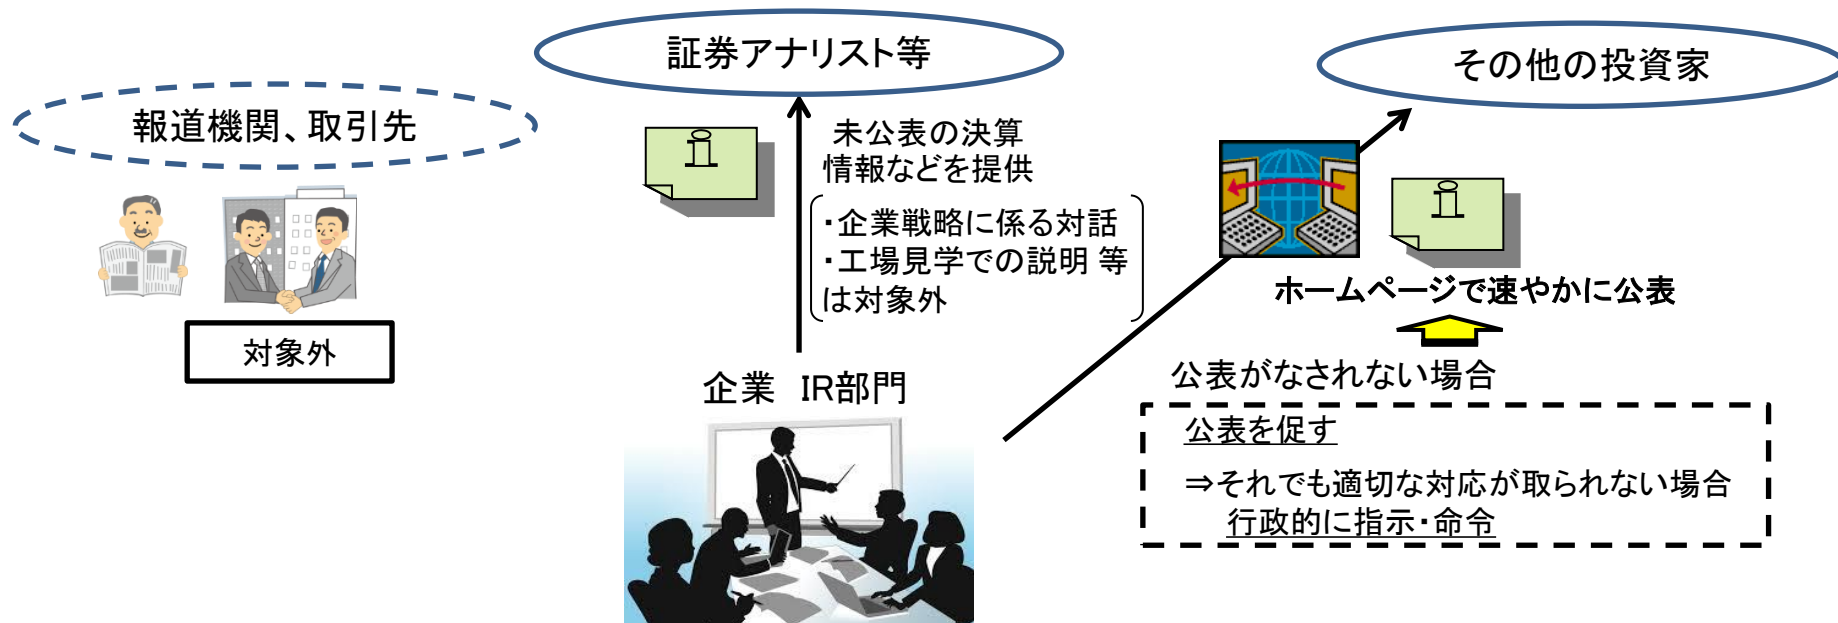 証券アナリスト等
その他の投資家
報道機関、取引先
対象外
i
未公表の決算
情報などを提供
・企業戦略に係る対話
・工場見学での説明 等
は対象外
i
ホームページで速やかに公表
企業 IR部門
公表がなされない場合
公表を促す
⇒それでも適切な対応が取られない場合
行政的に指示・命令